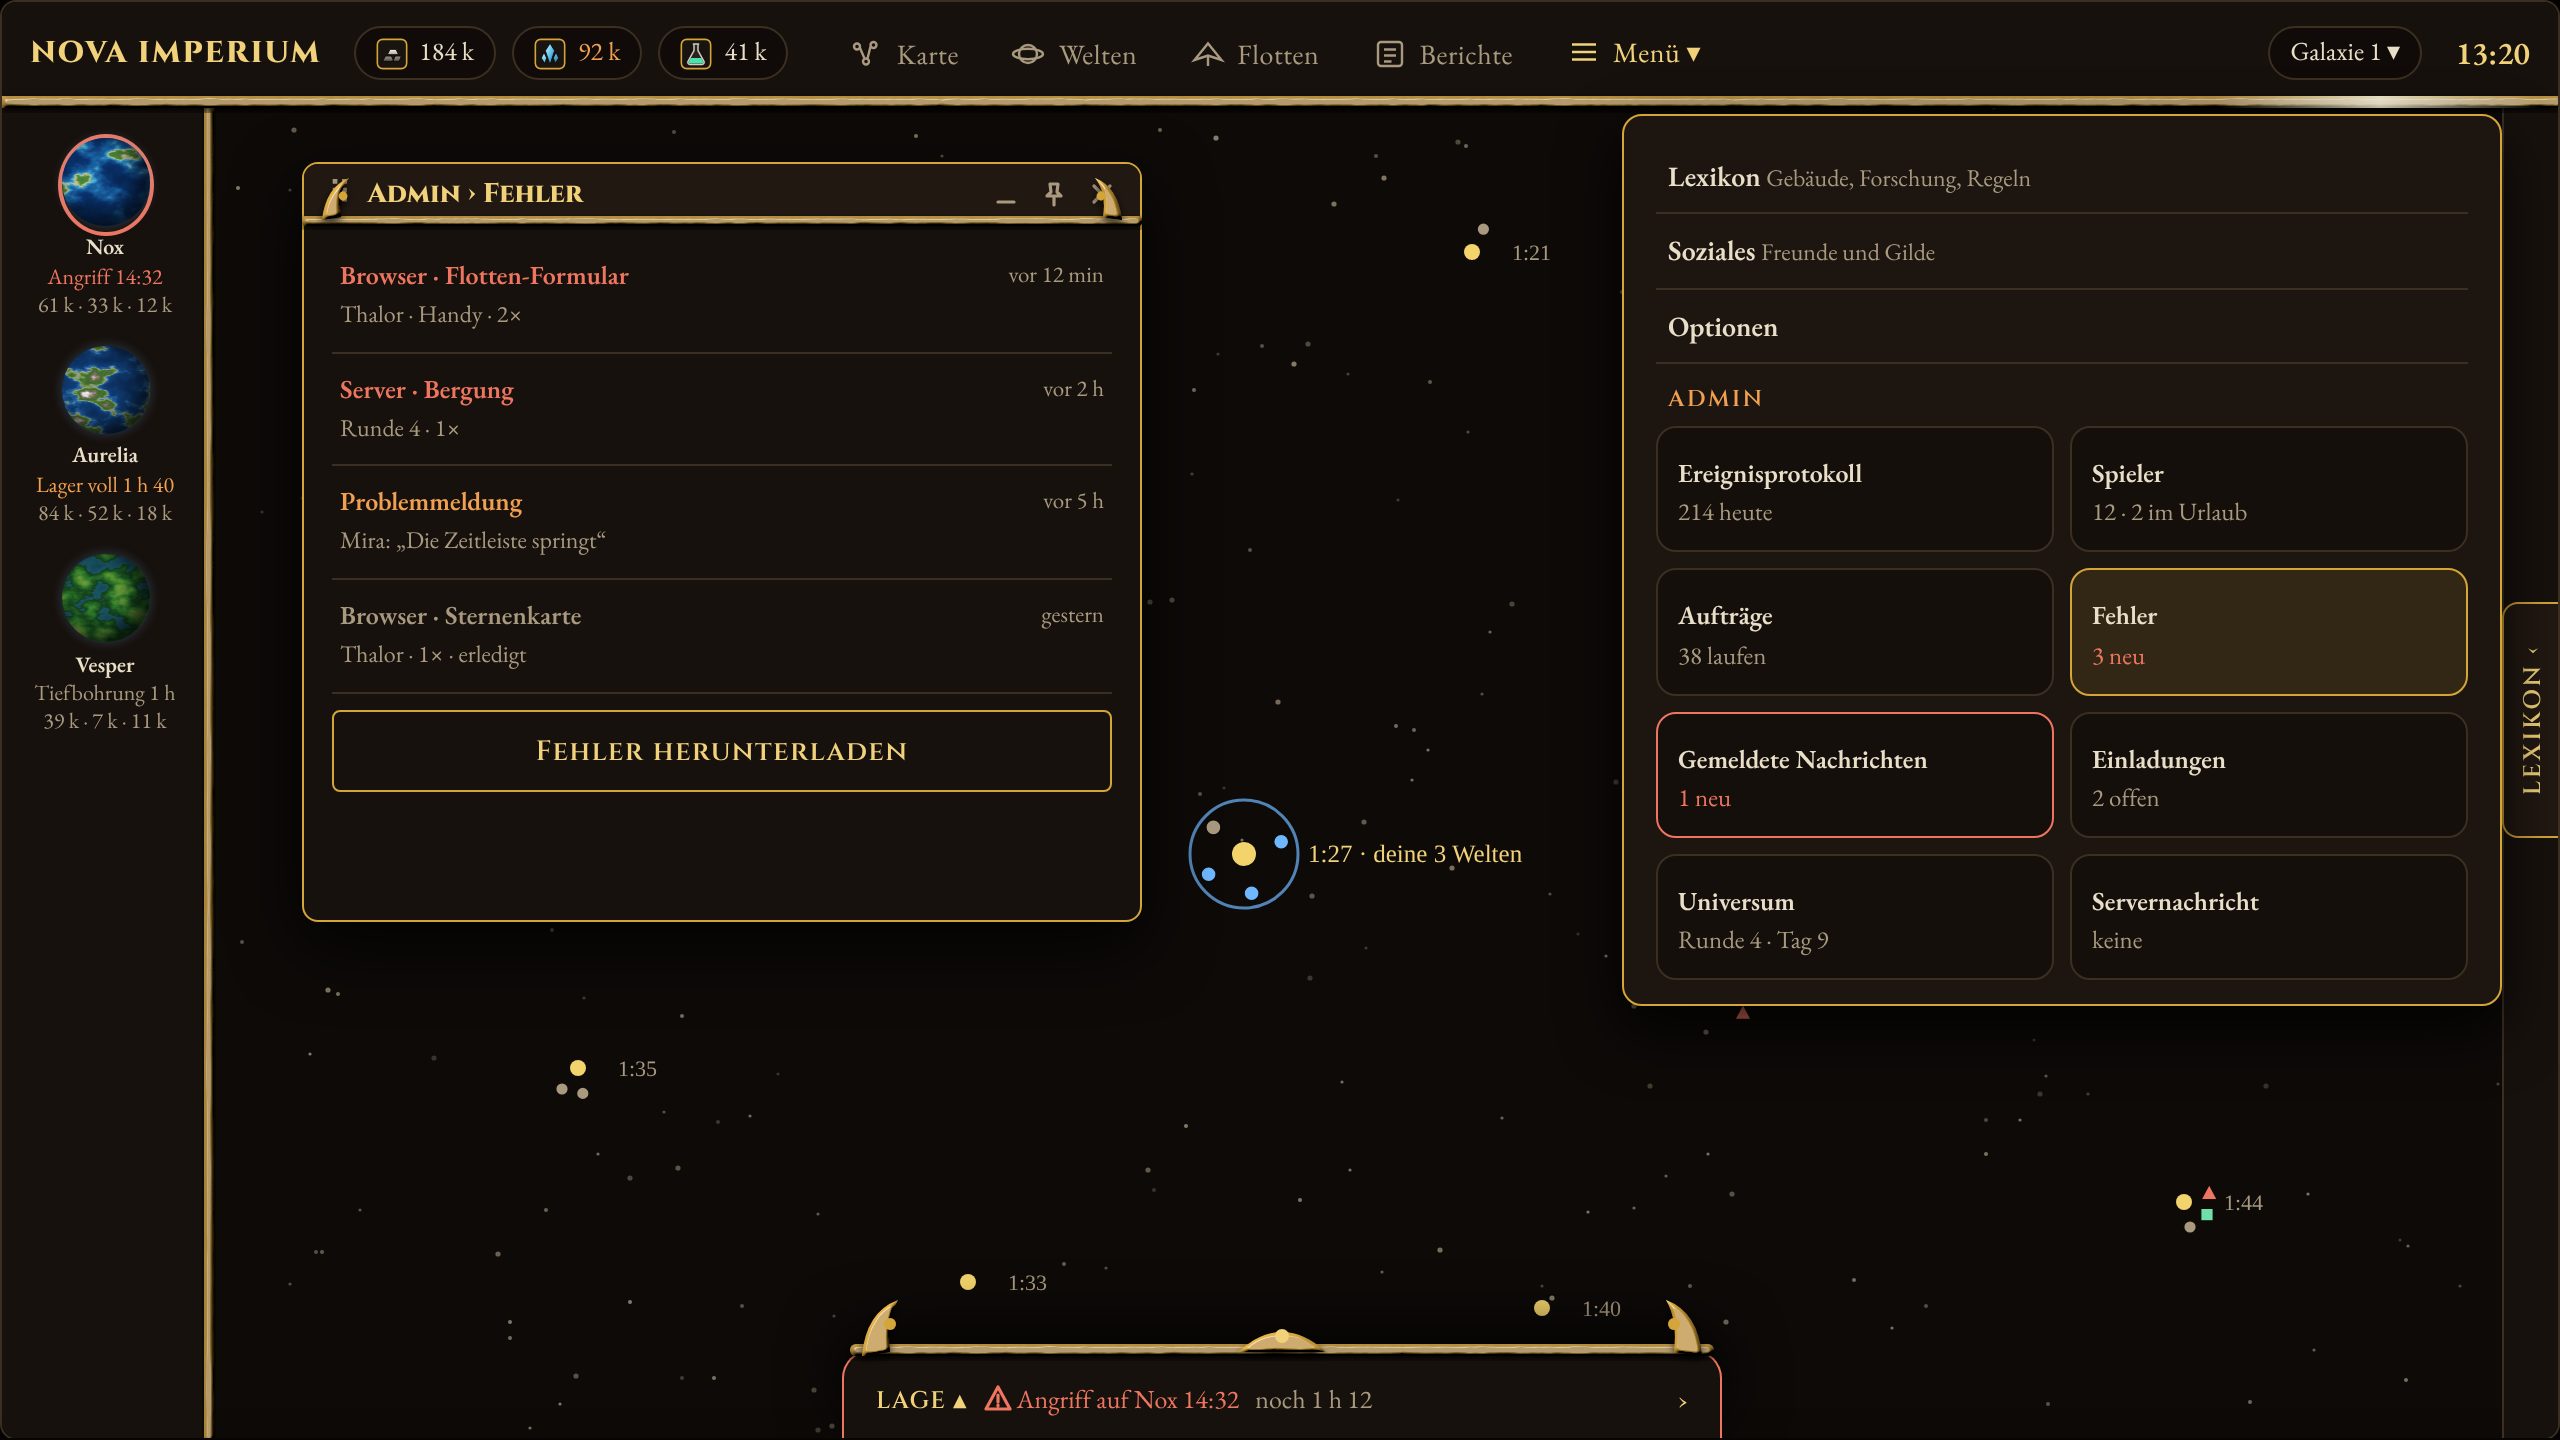 NOVA IMPERIUM 184 k 92 k 41 k Karte Welten Flotten Berichte Menü ▾ Galaxie 1 ▾ 13:20
Nox
Angriff 14:32
61 k · 33 k · 12 k
Aurelia
Lager voll 1 h 40
84 k · 52 k · 18 k
Vesper
Tiefbohrung 1 h
39 k · 7 k · 11 k
Admin › Fehler
Browser · Flotten-Formular vor 12 min
Thalor · Handy · 2×
Server · Bergung vor 2 h
Runde 4 · 1×
Problemmeldung vor 5 h
Mira: „Die Zeitleiste springt“
Browser · Sternenkarte gestern
Thalor · 1× · erledigt
Fehler herunterladen
1:21
1:27 · deine 3 Welten
1:35
1:33
1:40
1:44
Lexikon Gebäude, Forschung, Regeln
Soziales Freunde und Gilde
Optionen
ADMIN
Ereignisprotokoll
214 heute
Spieler
12 · 2 im Urlaub
Aufträge
38 laufen
Fehler
3 neu
Gemeldete Nachrichten
1 neu
Einladungen
2 offen
Universum
Runde 4 · Tag 9
Servernachricht
keine
LEXIKON ›
LAGE ▴ Angriff auf Nox 14:32 noch 1 h 12 ›